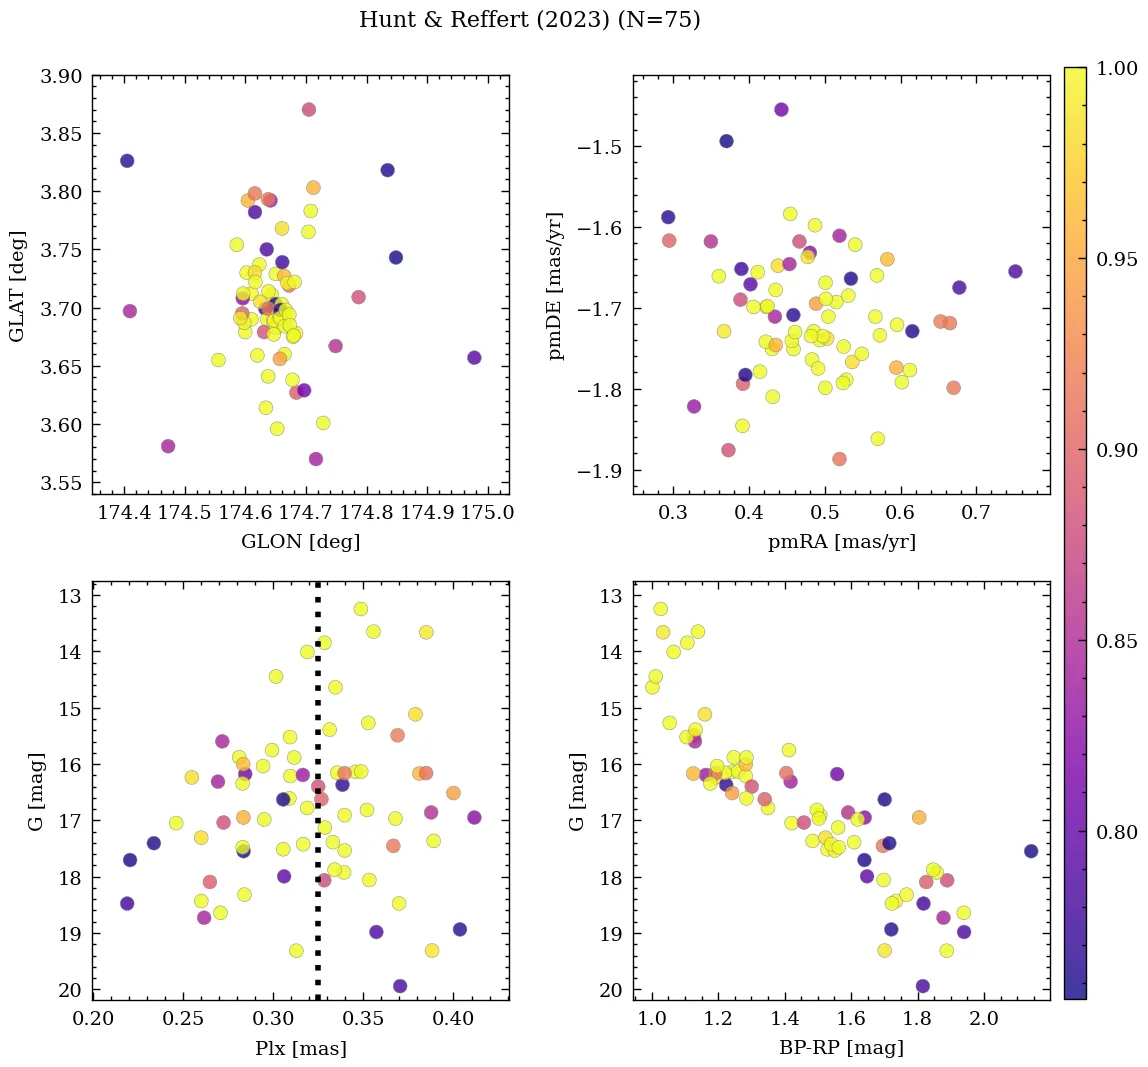 Hunt & Reffert (2023) (N=75)
3.90
3.85
3.80
3.75
3.70
3.65
3.60
3.55
GLAT [deg]
174.4 174.5 174.6 174.7 174.8 174.9 175.0
GLON [deg]
−1.5
−1.6
−1.7
−1.8
−1.9
pmDE [mas/yr]
0.3 0.4 0.5 0.6 0.7
pmRA [mas/yr]
13
14
15
16
17
18
19
20
G [mag]
0.20 0.25 0.30 0.35 0.40
Plx [mas]
13
14
15
16
17
18
19
20
G [mag]
1.0 1.2 1.4 1.6 1.8 2.0
BP-RP [mag]
1.00
0.95
0.90
0.85
0.80